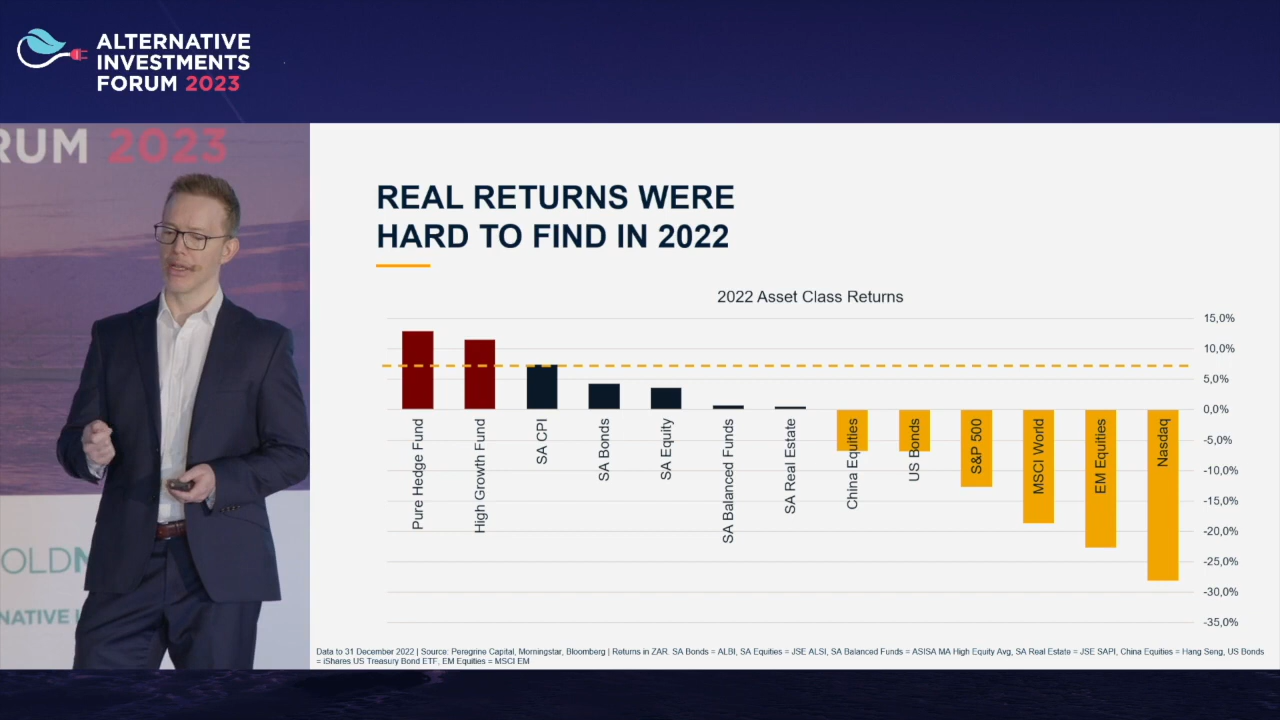 ALTERNATIVE
INVESTMENTS
FORUM 2023
RUM 2023
REAL RETURNS WERE
HARD TO FIND IN 2022
2022 Asset Class Returns
15,0%
10,0%
5,0%
0,0%
-5,0%
-10,0%
-15,0%
-20,0%
-25,0%
-30,0%
-35,0%
Pure Hedge Fund
High Growth Fund
SA CPI
SA Bonds
SA Equity
SA Balanced Funds
SA Real Estate
China Equities
US Bonds
S&P 500
MSCI World
EM Equities
Nasdaq
OLDM
NATIVE I
Data to 31 December 2022 | Source: Peregrine Capital, Morningstar, Bloomberg | Returns in ZAR. SA Bonds = ALBI, SA Equities = JSE ALSI, SA Balanced Funds = ASISA MA High Equity Avg, SA Real Estate = JSE SAPI, China Equities = Hang Seng, US Bonds
= iShares US Treasury Bond ETF, EM Equities = MSCI EM